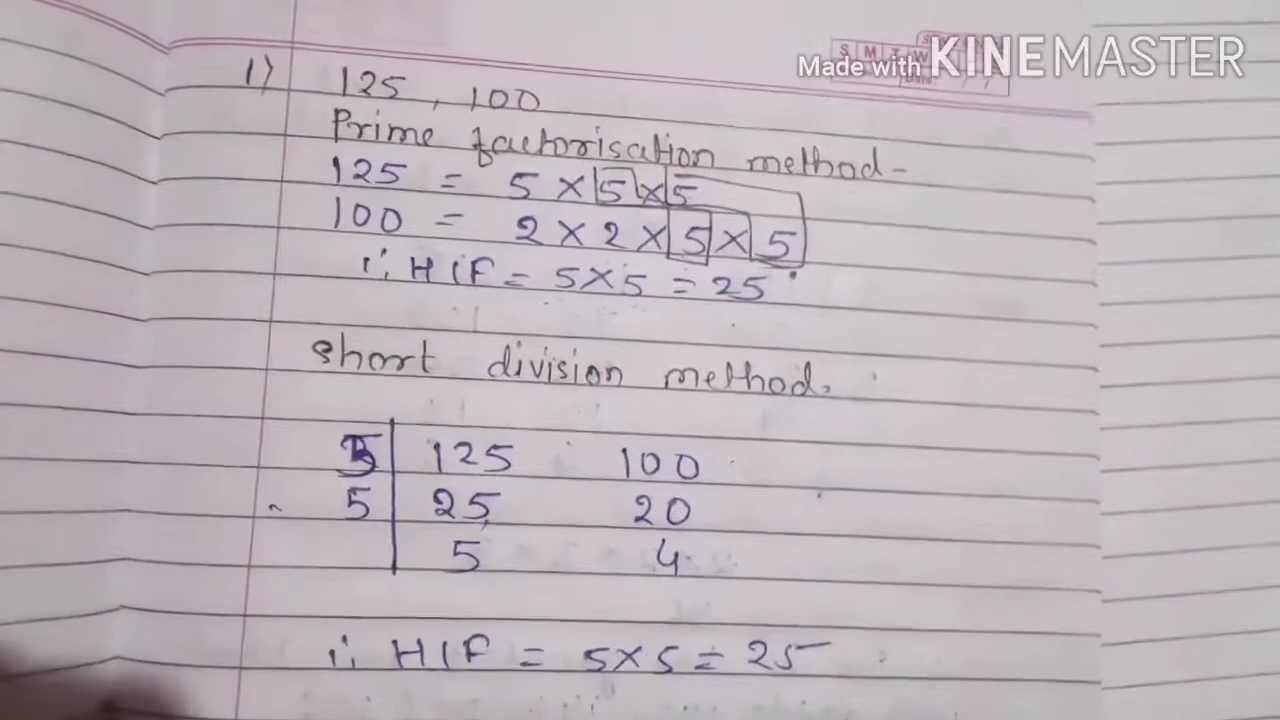 S M T W
Made with KINEMASTER
1) 125 , 100
Prime factorisation method -
125 = 5 × 5 × 5
100 = 2 × 2 × 5 × 5
∴ HCF = 5 × 5 = 25
short division method.
5 125 100
5 25 20
5 4
∴ HCF = 5 × 5 = 25